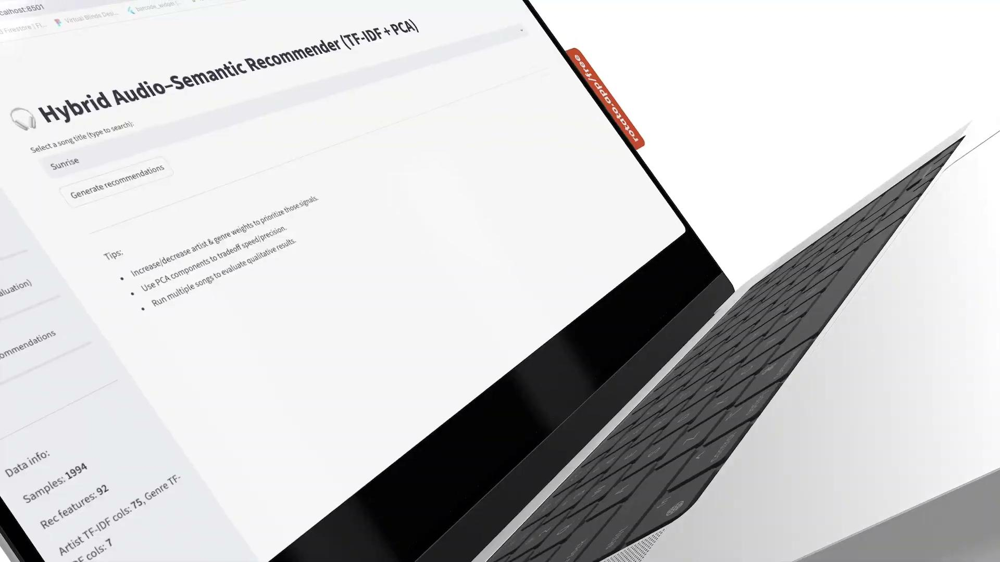 calhost:8501
Firestore | Fl...
Virtual Blinds Desi...
barcode_widget |...
Hybrid Audio–Semantic Recommender (TF-IDF + PCA)
Select a song title (type to search):
Sunrise
Generate recommendations
Tips:
• Increase/decrease artist & genre weights to prioritize those signals.
• Use PCA components to tradeoff speed/precision.
• Run multiple songs to evaluate qualitative results.
aluation)
ommendations
Data info:
Samples: 1994
Rec features: 92
Artist TF-IDF cols: 75, Genre TF-
DF cols: 7
rotato.app/free